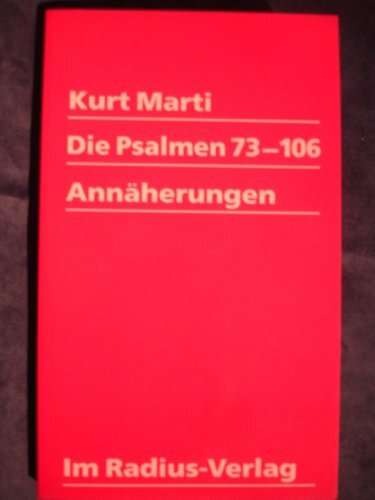 Kurt Marti
Die Psalmen 73–106
Annäherungen
Im Radius-Verlag